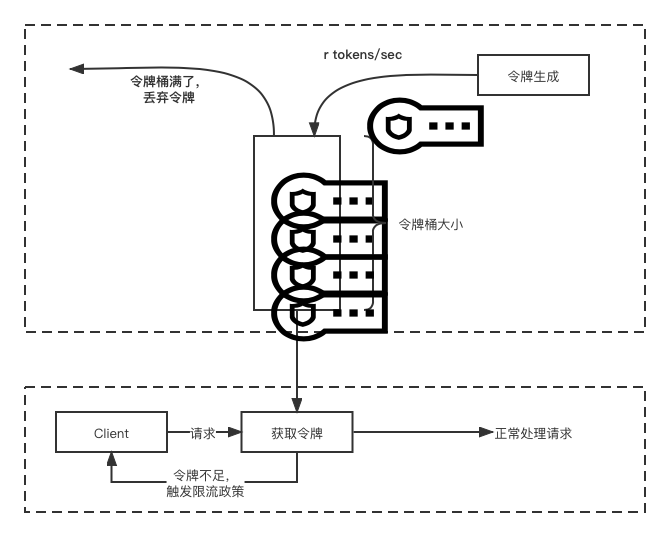 r tokens/sec
令牌生成
令牌桶满了，
丢弃令牌
令牌桶大小
Client
请求
获取令牌
正常处理请求
令牌不足，
触发限流政策